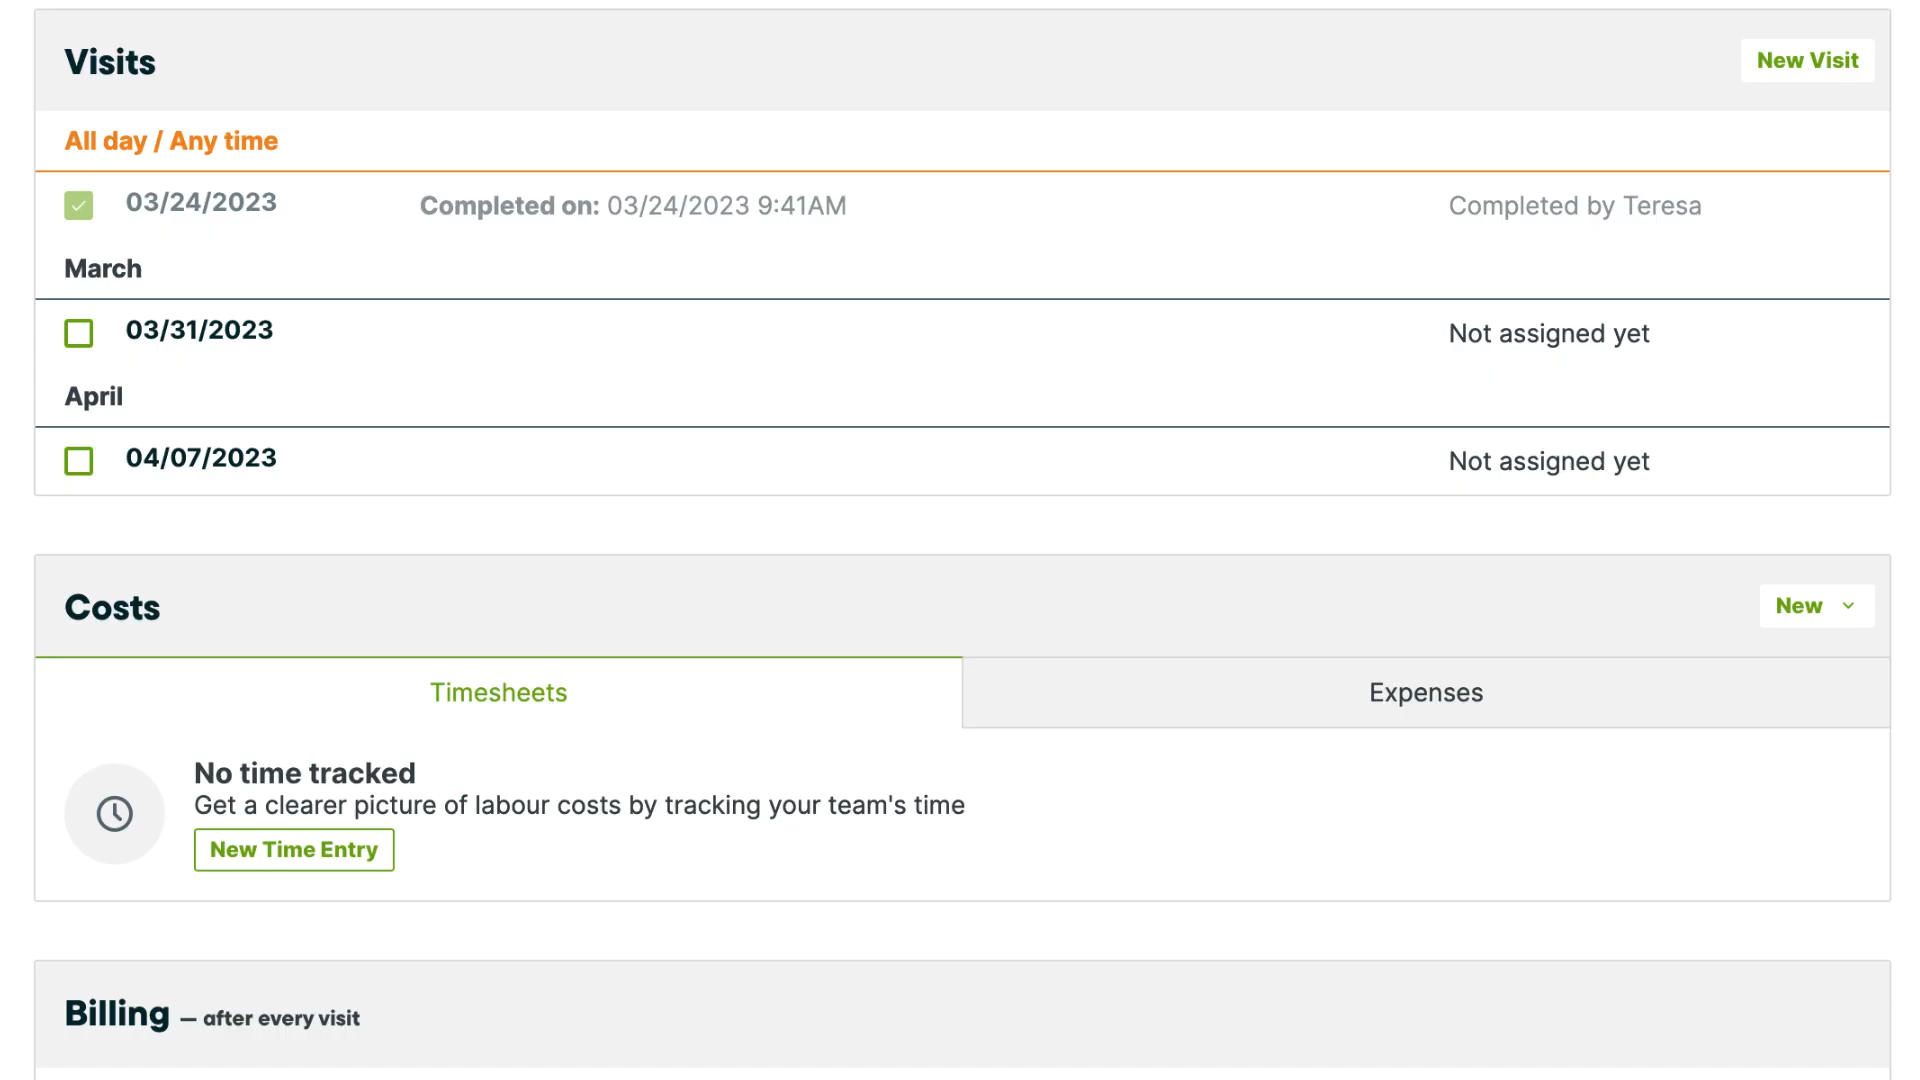 Visits
New Visit
All day / Any time
03/24/2023 Completed on: 03/24/2023 9:41AM Completed by Teresa
March
03/31/2023 Not assigned yet
April
04/07/2023 Not assigned yet
Costs
New
Timesheets Expenses
No time tracked
Get a clearer picture of labour costs by tracking your team's time
New Time Entry
Billing – after every visit